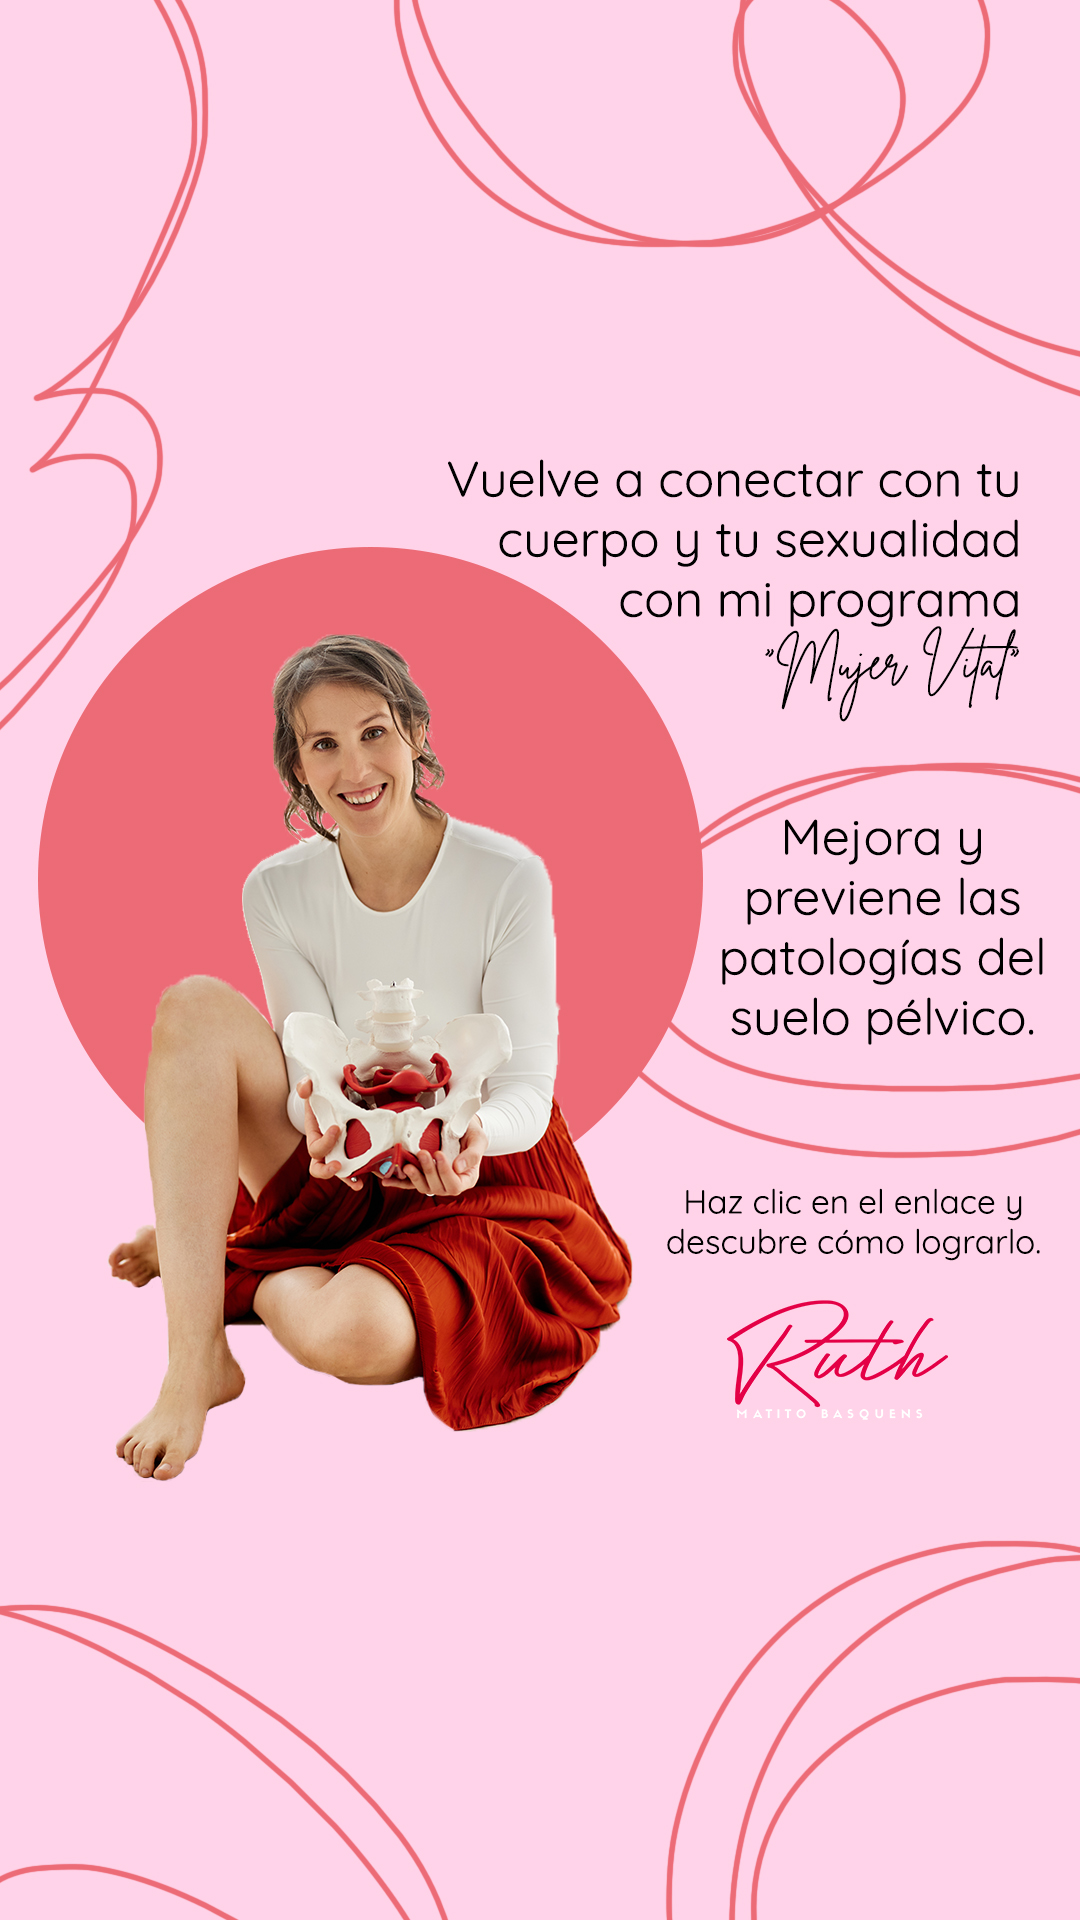 Vuelve a conectar con tu
cuerpo y tu sexualidad
con mi programa
"Mujer Vital"
Mejora y
previene las
patologías del
suelo pélvico.
Haz clic en el enlace y
descubre cómo lograrlo.
Ruth
MATITO BASQUENS